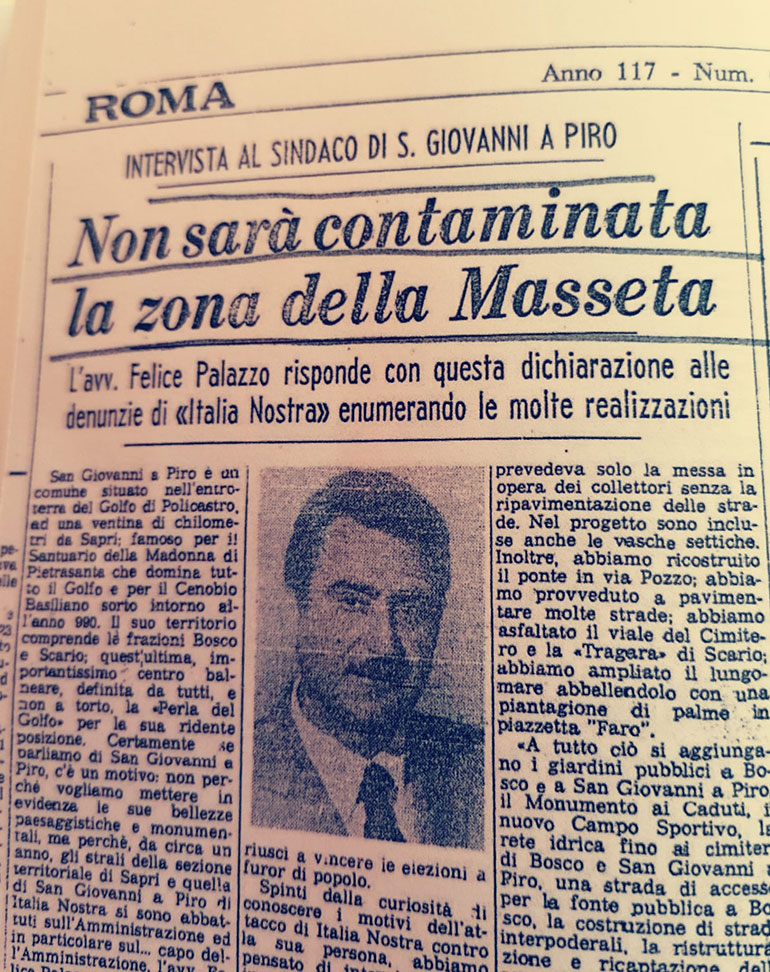 ROMA
Anno 117 - Num.
INTERVISTA AL SINDACO DI S. GIOVANNI A PIRO
Non sarà contaminata
la zona della Masseta
L'avv. Felice Palazzo risponde con questa dichiarazione alle
denunzie di «Italia Nostra» enumerando le molte realizzazioni
San Giovanni a Piro è un
comune situato nell'entro-
terra del Golfo di Policastro,
ad una ventina di chilome-
tri da Sapri; famoso per il
Santuario della Madonna di
Pietrasanta che domina tut-
to il Golfo e per il Cenobio
Basiliano sorto intorno al-
l'anno 990. Il suo territorio
comprende le frazioni Bosco
e Scario; quest'ultima, im-
portantissimo centro bal-
neare, definita da tutti, e
non a torto, la «Perla del
Golfo» per la sua ridente
posizione. Certamente se
parliamo di San Giovanni a
Piro, c'è un motivo: non per-
ché vogliamo mettere in
evidenza le sue bellezze
paesaggistiche e monumen-
tali, ma perchè, da circa un
anno, gli strali della sezione
territoriale di Sapri e quella
di San Giovanni a Piro di
Italia Nostra si sono abbat-
tuti sull'Amministrazione ed
in particolare sul... capo del-
l'Amministrazione, l'avv. Fe-
lice Palazzo
riusci a vincere le elezioni a
furor di popolo.
Spinti dalla curiosità di
conoscere i motivi dell'at-
tacco di Italia Nostra contro
la sua persona, abbiamo
pensato di
prevedeva solo la messa in
opera dei collettori senza la
ripavimentazione delle stra-
de. Nel progetto sono inclu-
se anche le vasche settiche.
Inoltre, abbiamo ricostruito
il ponte in via Pozzo; abbia-
mo provveduto a pavimen-
tare molte strade; abbiamo
asfaltato il viale del Cimite-
ro e la «Tragara» di Scario;
abbiamo ampliato il lungo-
mare abbellendolo con una
piantagione di palme in
piazzetta "Faro".
«A tutto ciò si aggiunga-
no i giardini pubblici a Bo-
sco e a San Giovanni a Piro,
il Monumento ai Caduti, i
nuovo Campo Sportivo, la
rete idrica fino ai cimiter
di Bosco e San Giovanni a
Piro, una strada di access
per la fonte pubblica a Bo
sco, la costruzione di strad
interpoderali, la ristruttura
zione e ricaptazione del